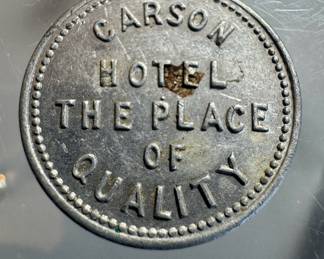 CARSON
HOTEL
THE PLACE
OF
QUALITY